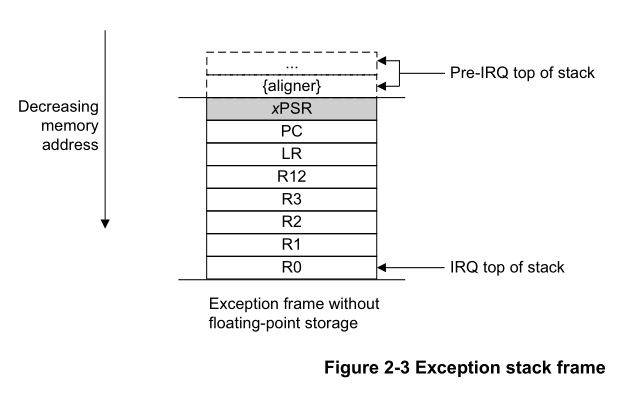 ...
Pre-IRQ top of stack
{aligner}
Decreasing
memory
address
xPSR
PC
LR
R12
R3
R2
R1
R0
IRQ top of stack
Exception frame without
floating-point storage
Figure 2-3 Exception stack frame